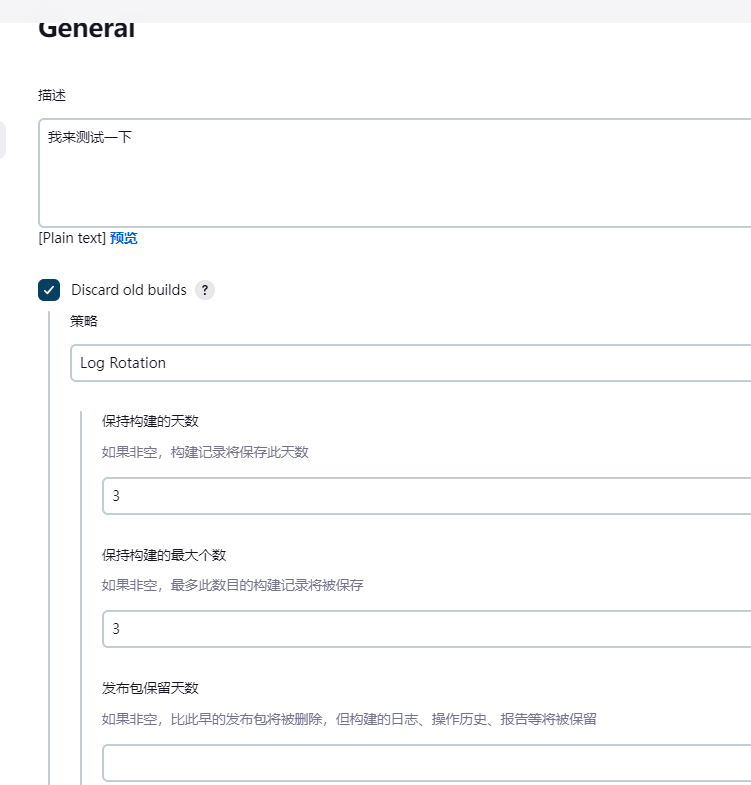 General
描述
我来测试一下
[Plain text] 预览
Discard old builds ?
策略
Log Rotation
保持构建的天数
如果非空，构建记录将保存此天数
3
保持构建的最大个数
如果非空，最多此数目的构建记录将被保存
3
发布包保留天数
如果非空，比此早的发布包将被删除，但构建的日志、操作历史、报告等将被保留